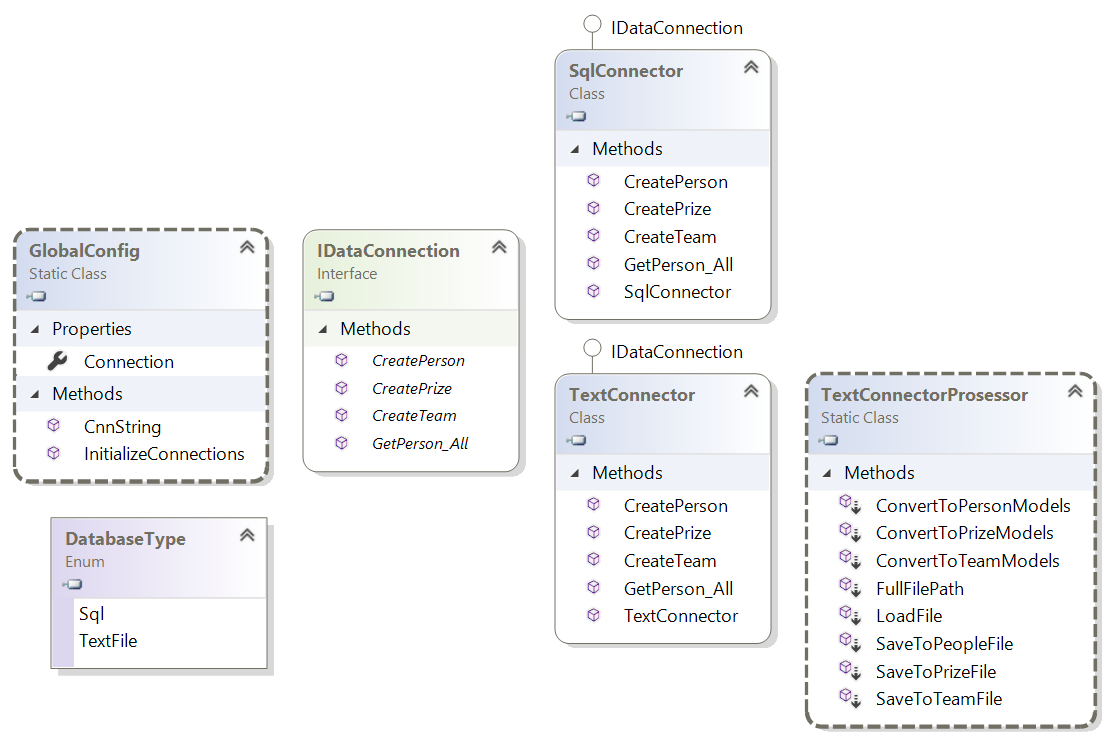 GlobalConfig
Static Class
Properties
Connection
Methods
CnnString
InitializeConnections
DatabaseType
Enum
Sql
TextFile
IDataConnection
Interface
Methods
CreatePerson
CreatePrize
CreateTeam
GetPerson_All
IDataConnection
SqlConnector
Class
Methods
CreatePerson
CreatePrize
CreateTeam
GetPerson_All
SqlConnector
IDataConnection
TextConnector
Class
Methods
CreatePerson
CreatePrize
CreateTeam
GetPerson_All
TextConnector
TextConnectorProsessor
Static Class
Methods
ConvertToPersonModels
ConvertToPrizeModels
ConvertToTeamModels
FullFilePath
LoadFile
SaveToPeopleFile
SaveToPrizeFile
SaveToTeamFile